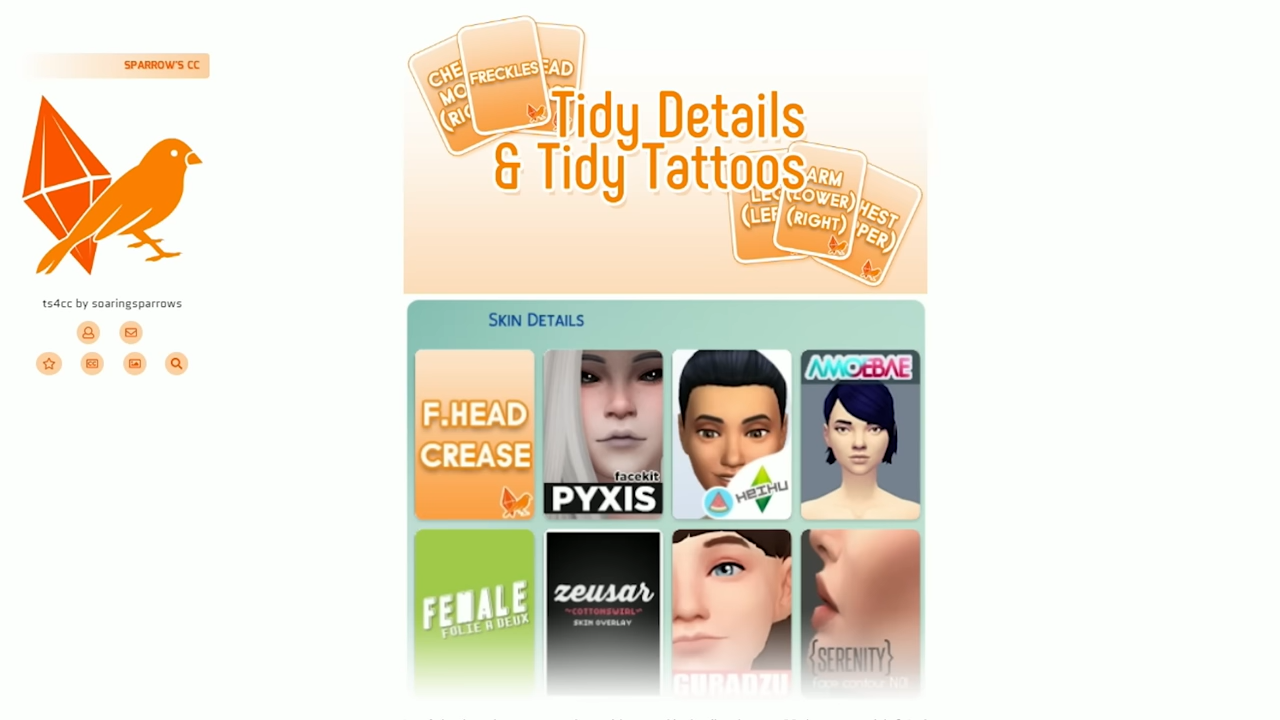 SPARROW'S CC
ts4cc by soaringsparrows
FRECKLES
Tidy Details
& Tidy Tattoos
ARM
(LOWER)
(RIGHT)
SKIN DETAILS
F.HEAD
CREASE
facekit
PYXIS
HEIHU
AMOEBAE
FEMALE
FOLIE A DEUX
zeusar
~COTTONSWIRL~
SKIN OVERLAY
{SERENITY}
face contour N3